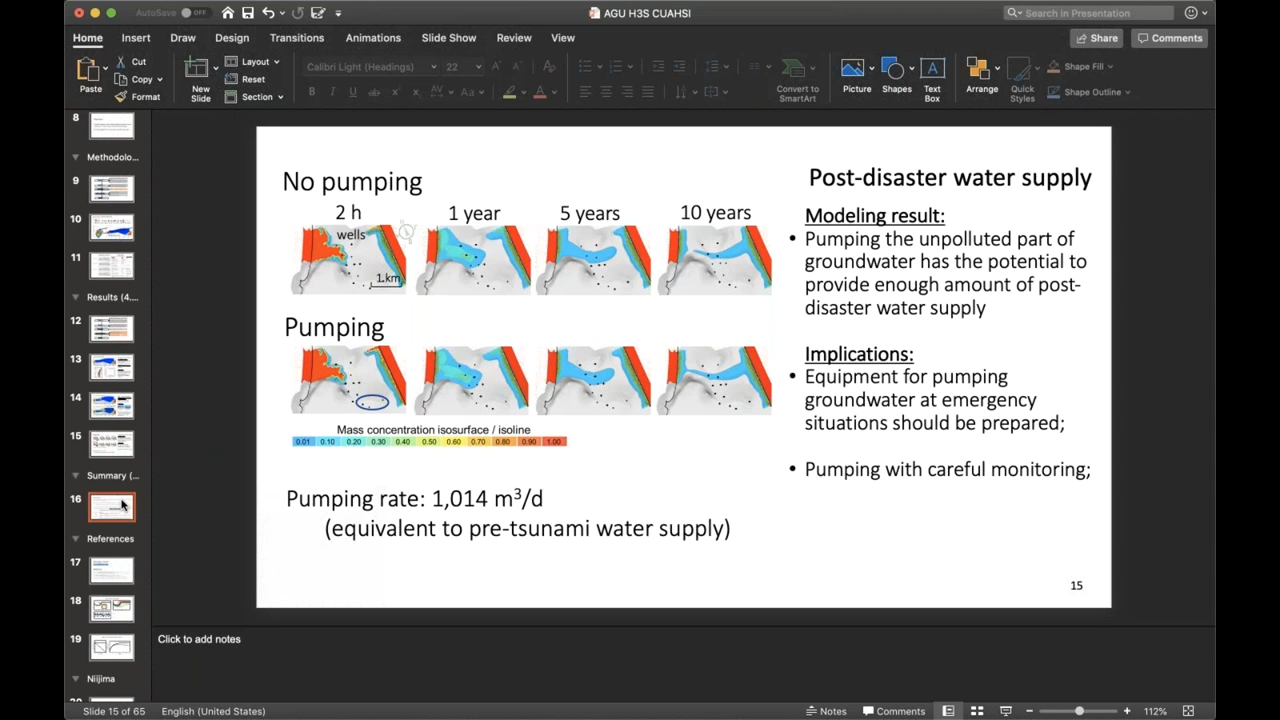 AutoSave OFF
AGU H3S CUAHSI
Search in Presentation
Home Insert Draw Design Transitions Animations Slide Show Review View
Share Comments
Paste
Cut
Copy
Format
New
Slide
Layout
Reset
Section
Calibri Light (Headings) 22
Convert to
SmartArt
Picture
Shapes
Text
Box
Arrange
Quick
Styles
Shape Fill
Shape Outline
8
Methodolo...
9
10
11
Results (4....
12
13
14
15
Summary (...
16
References
17
18
19
Niijima
No pumping
2 h 1 year 5 years 10 years
wells
1 km
Pumping
Mass concentration isosurface / isoline
0.01 0.10 0.20 0.30 0.40 0.50 0.60 0.70 0.80 0.90 1.00
Pumping rate: 1,014 m³/d
(equivalent to pre-tsunami water supply)
Post-disaster water supply
Modeling result:
• Pumping the unpolluted part of
groundwater has the potential to
provide enough amount of post-
disaster water supply
Implications:
• Equipment for pumping
groundwater at emergency
situations should be prepared;
• Pumping with careful monitoring;
15
Click to add notes
Slide 15 of 65 English (United States)
Notes Comments 112%